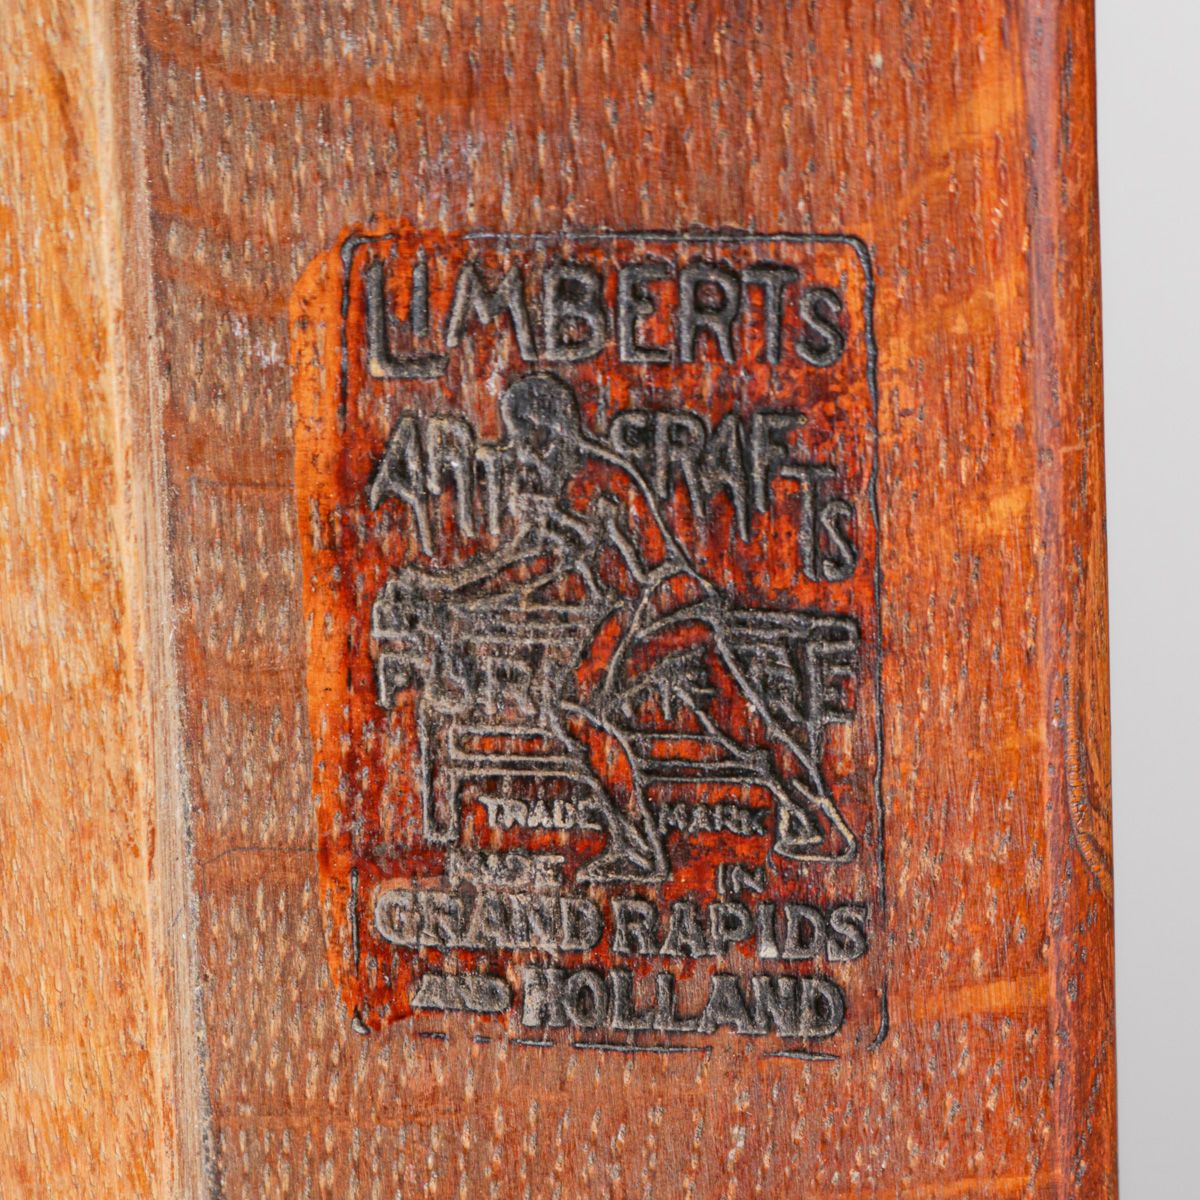 LIMBERTS
ARTS CRAFTS
FURNITURE
TRADE MARK
MADE IN
GRAND RAPIDS
AND HOLLAND